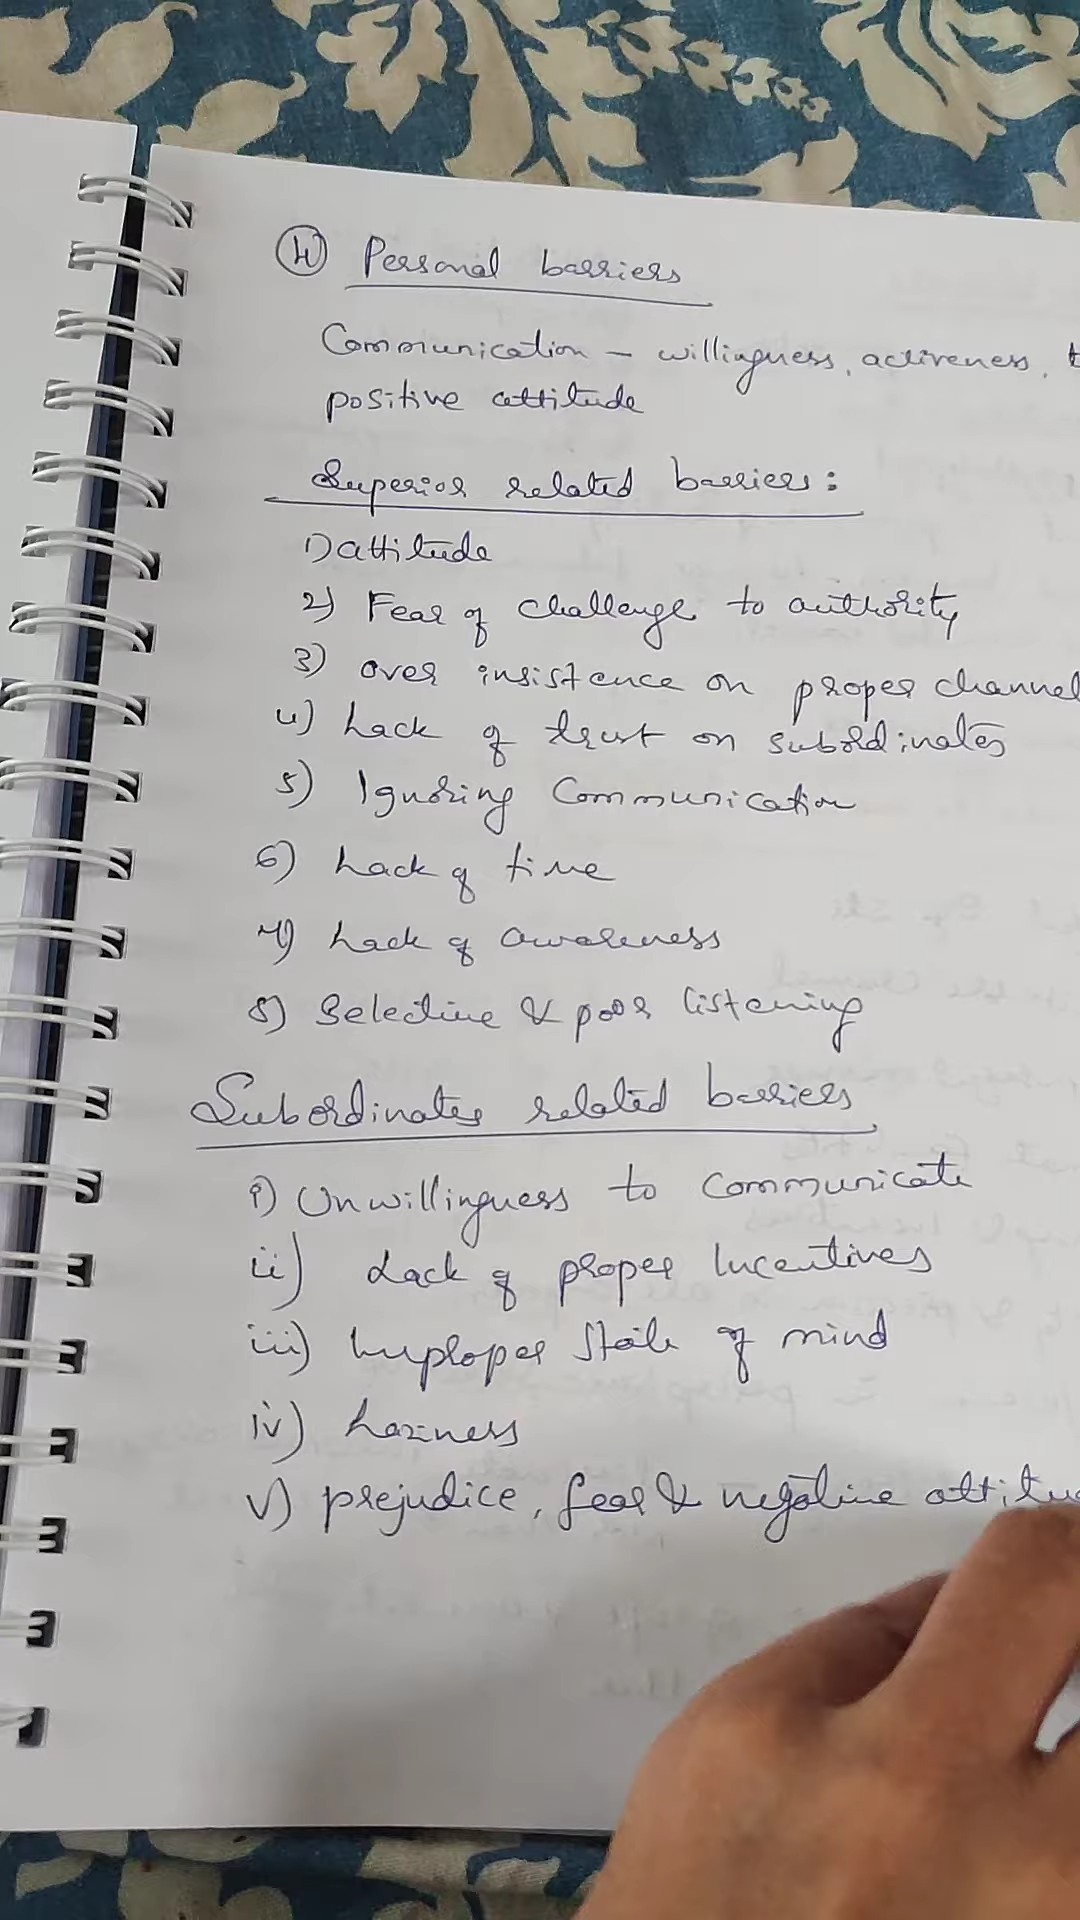 4 Personal barriers
Communication - willingness, activeness,
positive attitude
Superior related barriers:
1) attitude
2) Fear of challenge to authority
3) over insistence on proper channel
4) Lack of trust on subordinates
5) Ignoring Communication
6) Lack of time
7) Lack of awareness
8) Selective & poor listening
Subordinates related barriers
i) Unwillingness to communicate
ii) Lack of proper Incentives
iii) Improper State of mind
iv) Laziness
v) prejudice, fear & negative attitu